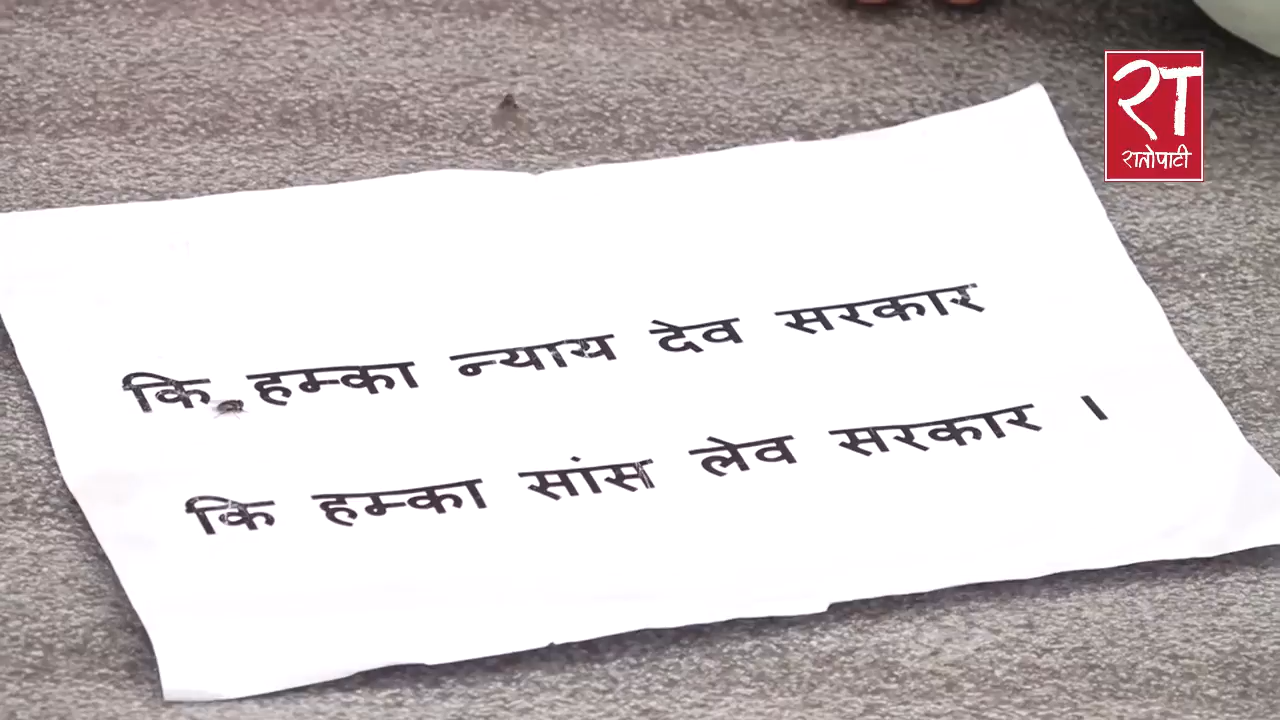 रा
रातोपाटी
कि हम्का न्याय देव सरकार
कि हम्का सांस लेव सरकार ।